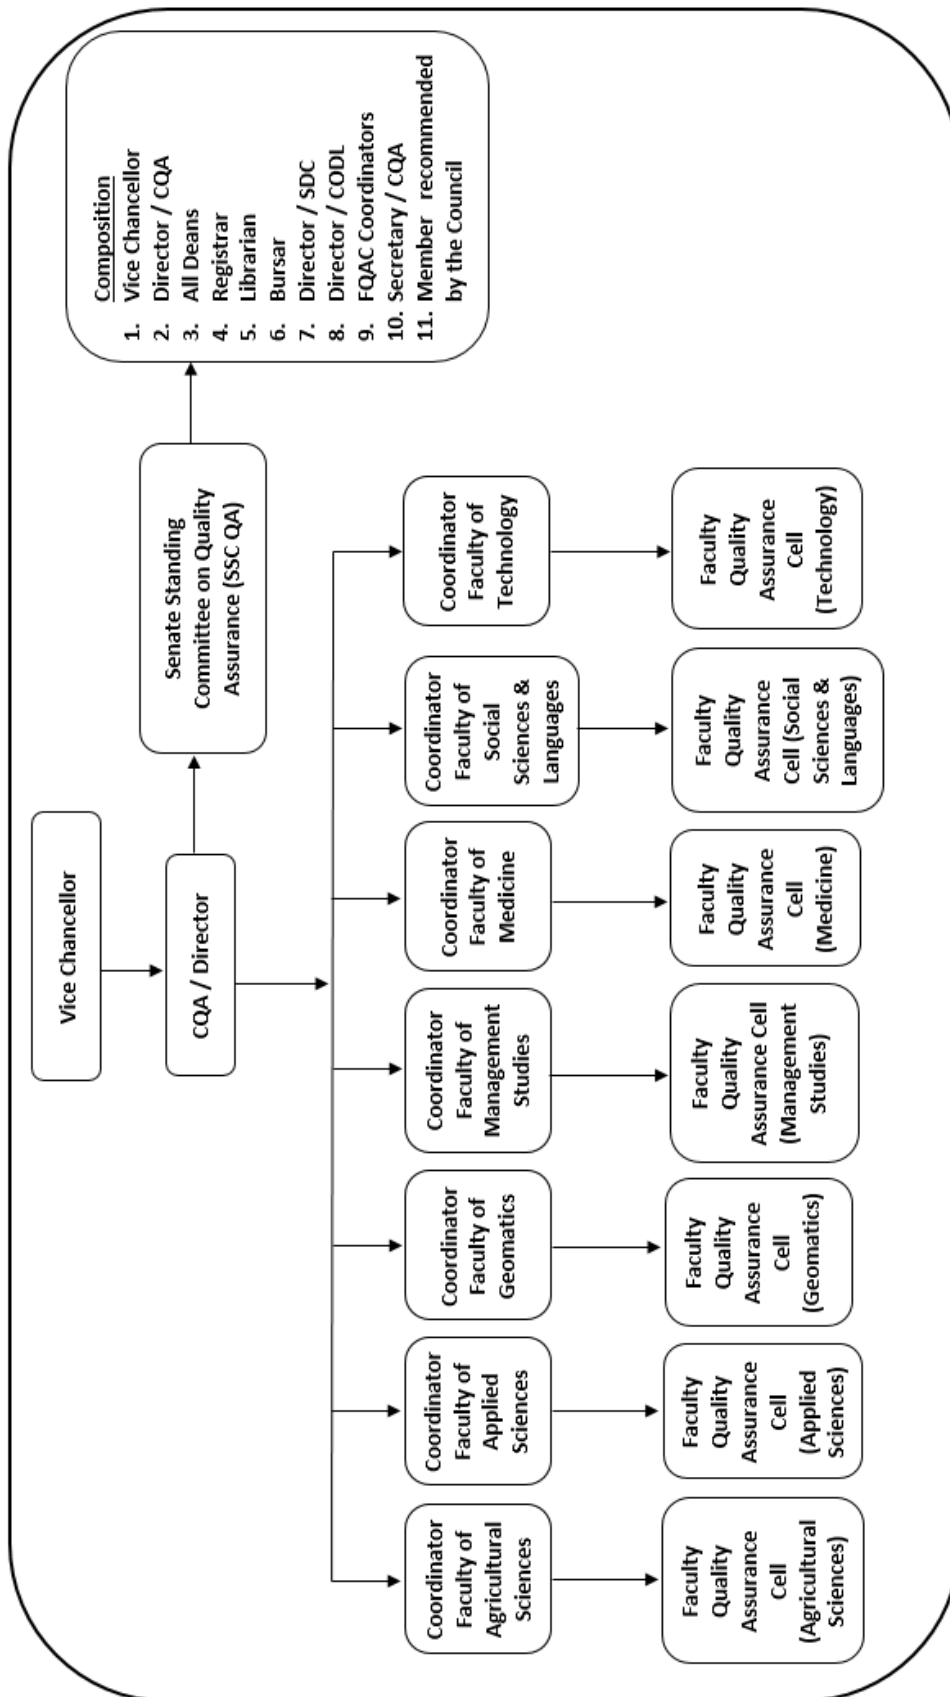 Vice Chancellor
CQA / Director
Senate Standing
Committee on Quality
Assurance (SSC QA)
Composition
1. Vice Chancellor
2. Director / CQA
3. All Deans
4. Registrar
5. Librarian
6. Bursar
7. Director / SDC
8. Director / CODL
9. FQAC Coordinators
10. Secretary / CQA
11. Member recommended
by the Council
Coordinator
Faculty of
Agricultural
Sciences
Coordinator
Faculty of
Applied
Sciences
Coordinator
Faculty of
Geomatics
Coordinator
Faculty of
Management
Studies
Coordinator
Faculty of
Medicine
Coordinator
Faculty of
Social
Sciences &
Languages
Coordinator
Faculty of
Technology
Faculty
Quality
Assurance
Cell
(Agricultural
Sciences)
Faculty
Quality
Assurance
Cell
(Applied
Sciences)
Faculty
Quality
Assurance
Cell
(Geomatics)
Faculty
Quality
Assurance Cell
(Management
Studies)
Faculty
Quality
Assurance
Cell
(Medicine)
Faculty
Quality
Assurance
Cell (Social
Sciences &
Languages)
Faculty
Quality
Assurance
Cell
(Technology)